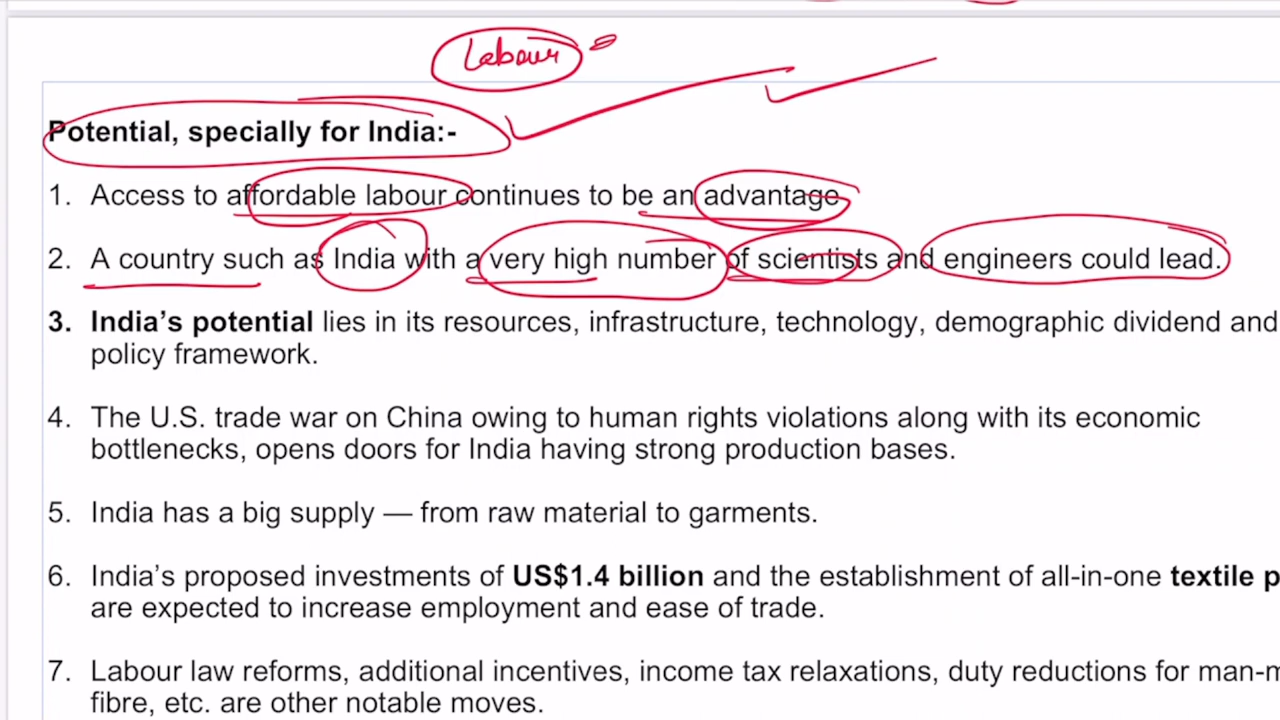 Labour =
Potential, specially for India:-
1. Access to affordable labour continues to be an advantage.
2. A country such as India with a very high number of scientists and engineers could lead.
3. India’s potential lies in its resources, infrastructure, technology, demographic dividend and
policy framework.
4. The U.S. trade war on China owing to human rights violations along with its economic
bottlenecks, opens doors for India having strong production bases.
5. India has a big supply — from raw material to garments.
6. India’s proposed investments of US$1.4 billion and the establishment of all-in-one textile p
are expected to increase employment and ease of trade.
7. Labour law reforms, additional incentives, income tax relaxations, duty reductions for man-m
fibre, etc. are other notable moves.